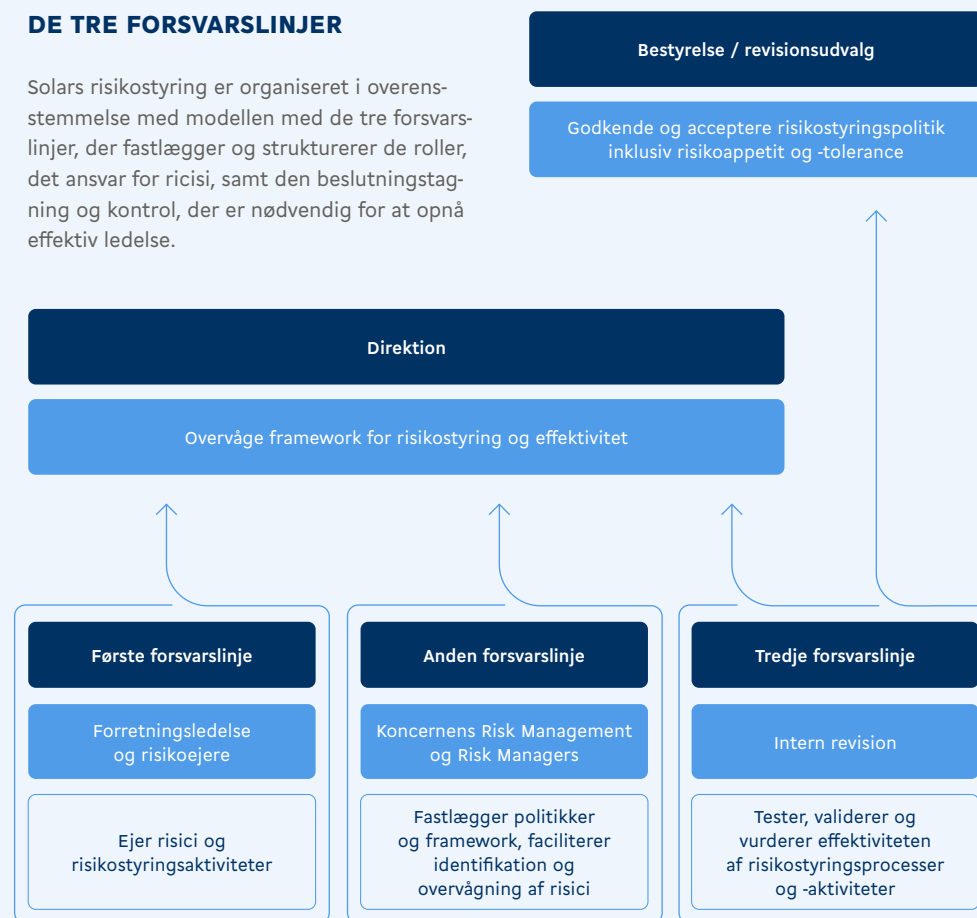 DE TRE FORSVARSLINJER
Solars risikostyring er organiseret i overens-
stemmelse med modellen med de tre forsvars-
linjer, der fastlægger og strukturerer de roller,
det ansvar for ricisi, samt den beslutningstag-
ning og kontrol, der er nødvendig for at opnå
effektiv ledelse.
Bestyrelse / revisionsudvalg
Godkende og acceptere risikostyringspolitik
inklusiv risikoappetit og -tolerance
Direktion
Overvåge framework for risikostyring og effektivitet
Første forsvarslinje
Forretningsledelse
og risikoejere
Ejer risici og
risikostyringsaktiviteter
Anden forsvarslinje
Koncernens Risk Management
og Risk Managers
Fastlægger politikker
og framework, faciliterer
identifikation og
overvågning af risici
Tredje forsvarslinje
Intern revision
Tester, validerer og
vurderer effektiviteten
af risikostyringsprocesser
og -aktiviteter